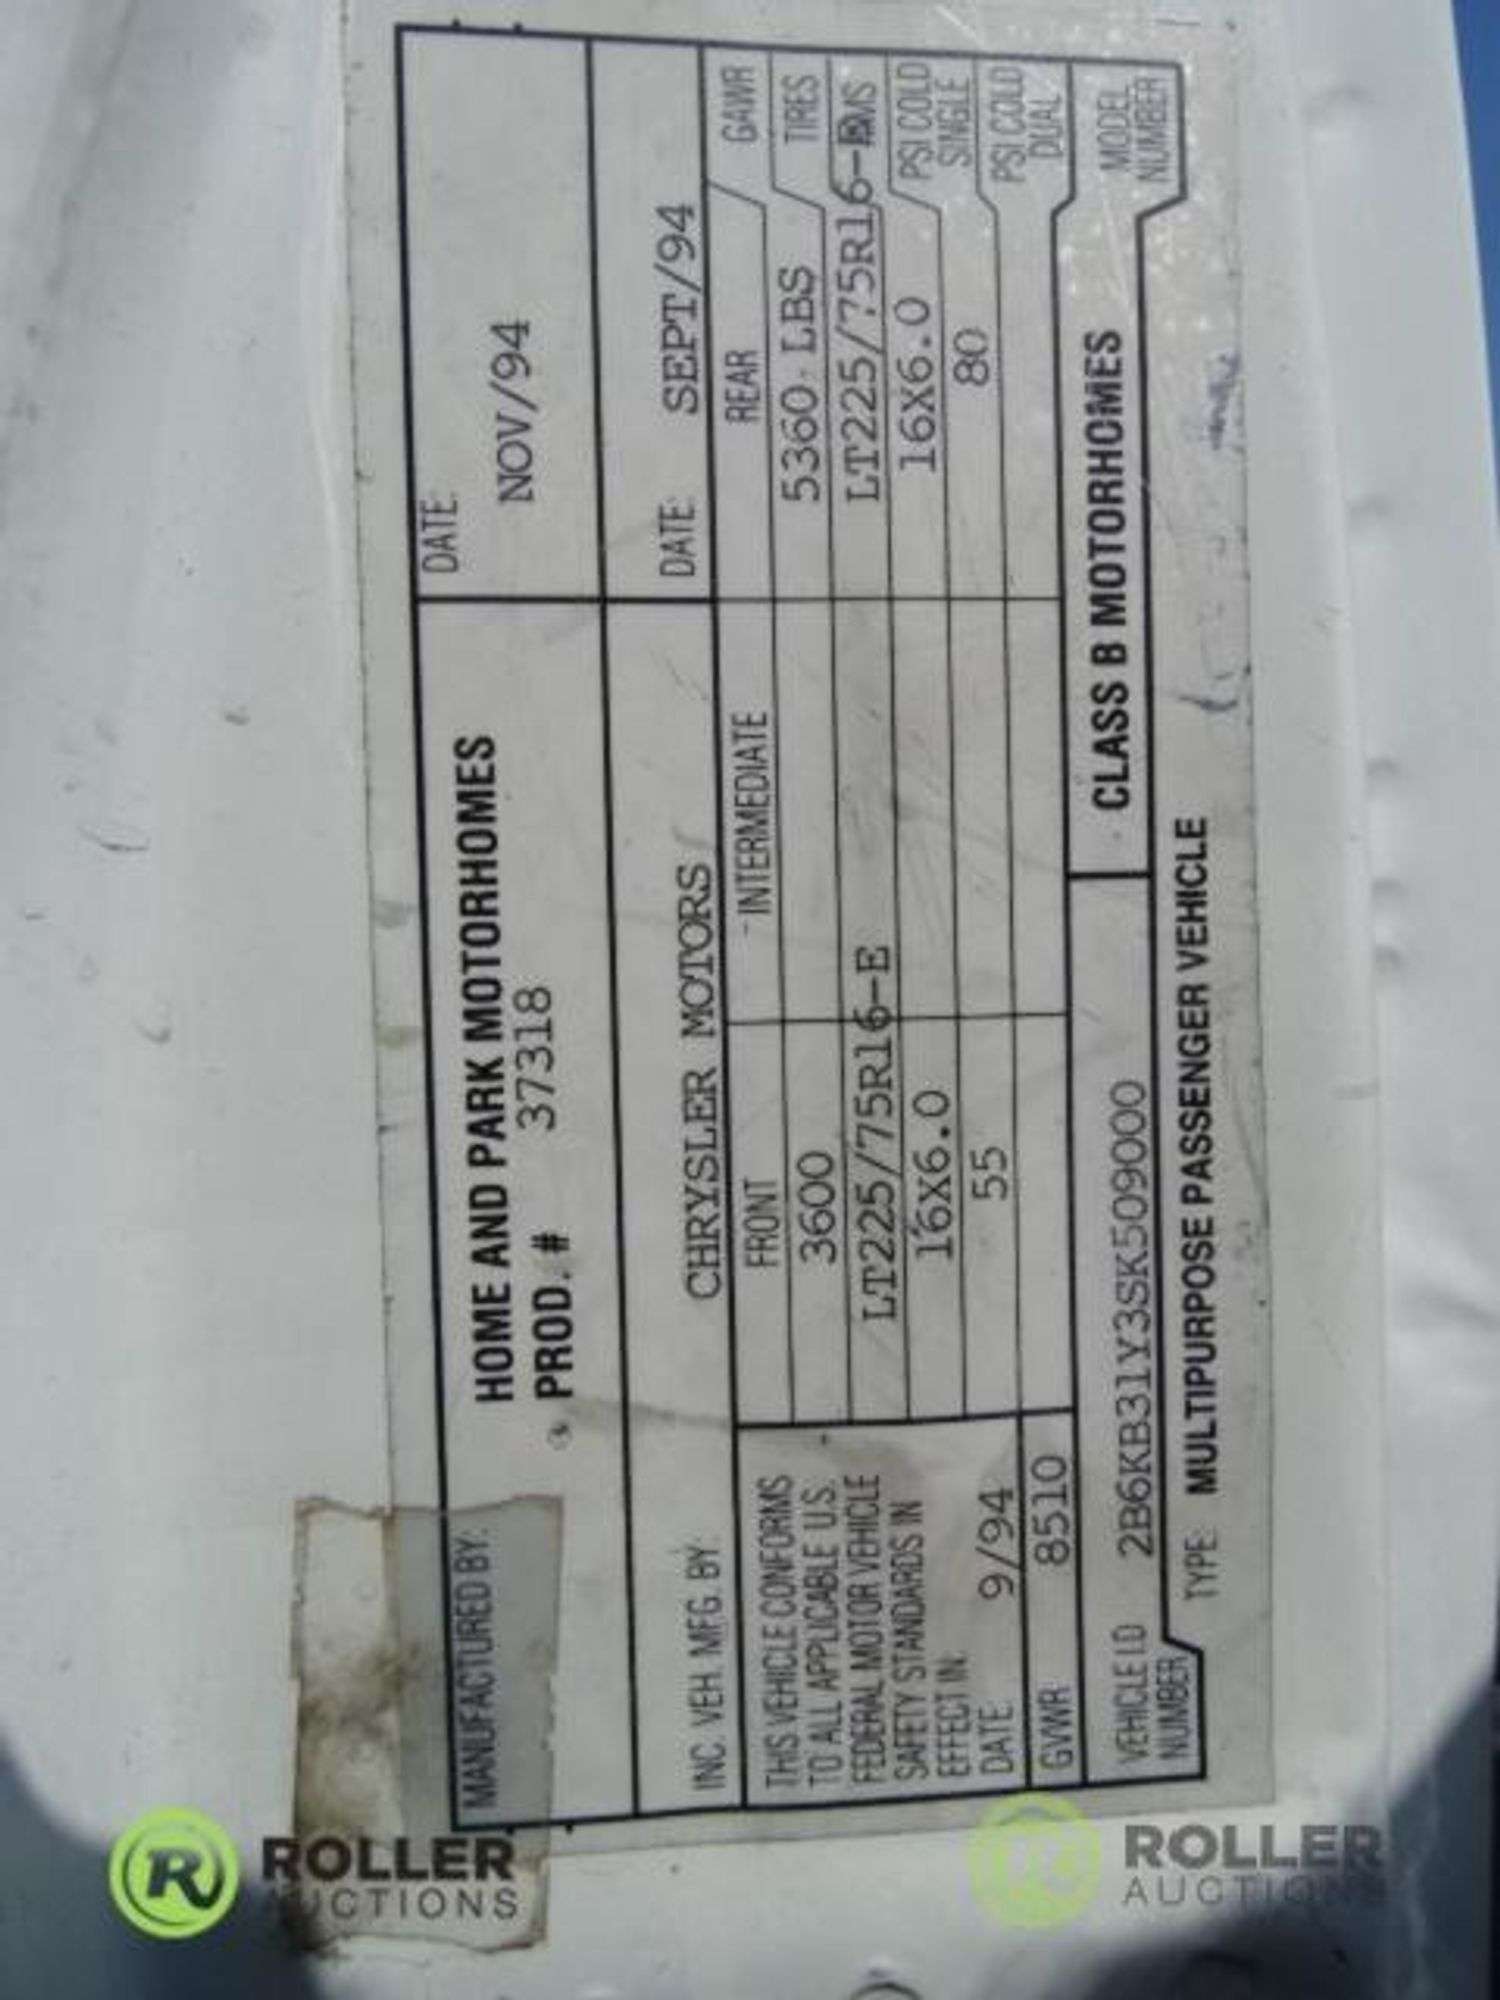 MANUFACTURED BY:
HOME AND PARK MOTORHOMES
PROD. # 37318
DATE:
NOV/94
INC. VEH. MFG. BY:
CHRYSLER MOTORS
DATE: SEPT/94
THIS VEHICLE CONFORMS
TO ALL APPLICABLE U.S.
FEDERAL MOTOR VEHICLE
SAFETY STANDARDS IN
EFFECT IN:
DATE 9/94
FRONT INTERMEDIATE REAR GAWR
3600 5360 LBS TIRES
LT225/75R16-E LT225/75R16-E RIMS
16X6.0 16X6.0 PSI COLD SINGLE
55 80 PSI COLD DUAL
GVWR 8510
VEHICLE I.D. NUMBER 2B6KB31Y3SK509000
CLASS B MOTORHOMES
MODEL NUMBER
TYPE: MULTIPURPOSE PASSENGER VEHICLE
ROLLER
AUCTIONS
ROLLER
AUCTIONS